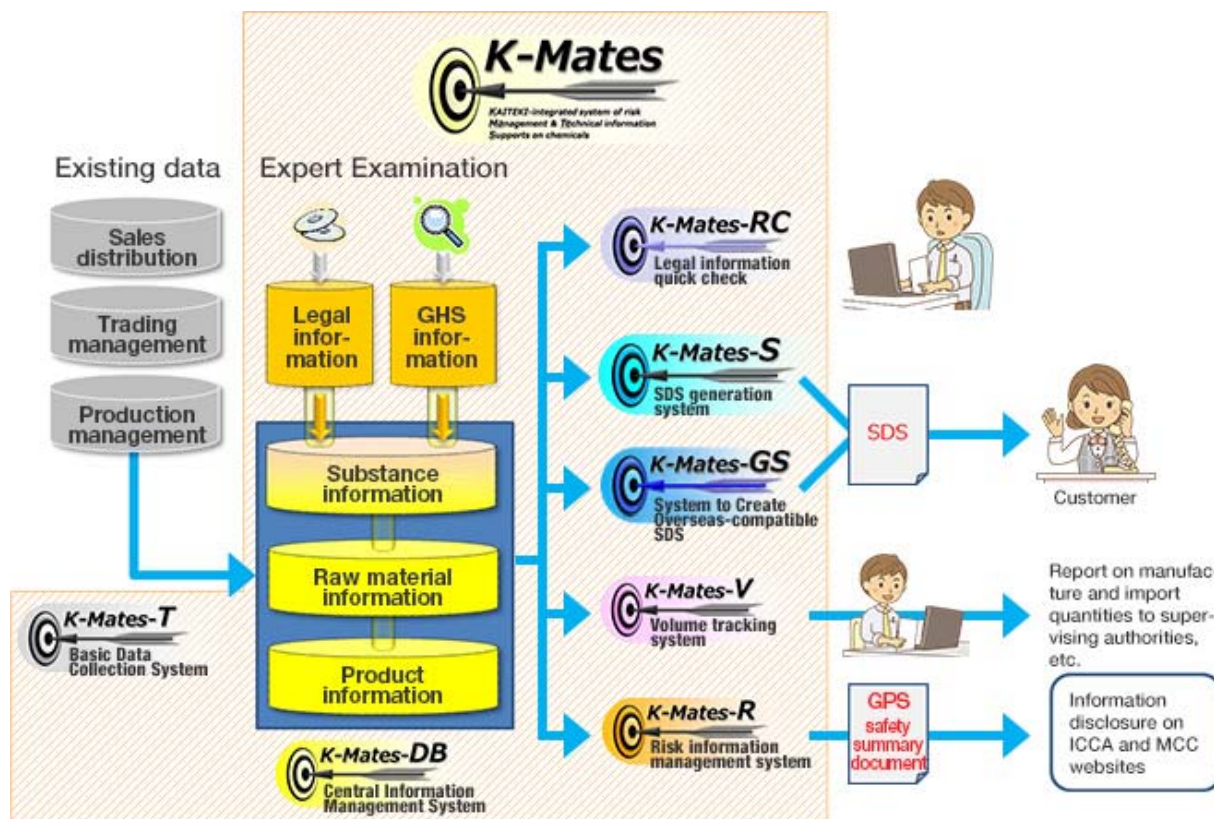 K-Mates
KAITEKI-integrated system of risk
Management & Technical information
Supports on chemicals
Existing data
Sales
distribution
Trading
management
Production
management
Expert Examination
Legal
infor-
mation
GHS
infor-
mation
Substance
information
Raw material
information
Product
information
K-Mates-T
Basic Data
Collection System
K-Mates-DB
Central Information
Management System
K-Mates-RC
Legal information
quick check
K-Mates-S
SDS generation
system
K-Mates-GS
System to Create
Overseas-compatible
SDS
K-Mates-V
Volume tracking
system
K-Mates-R
Risk information
management system
SDS
Customer
Report on manufac-
ture and import
quantities to super-
vising authorities,
etc.
GPS
safety
summary
document
Information
disclosure on
ICCA and MCC
websites